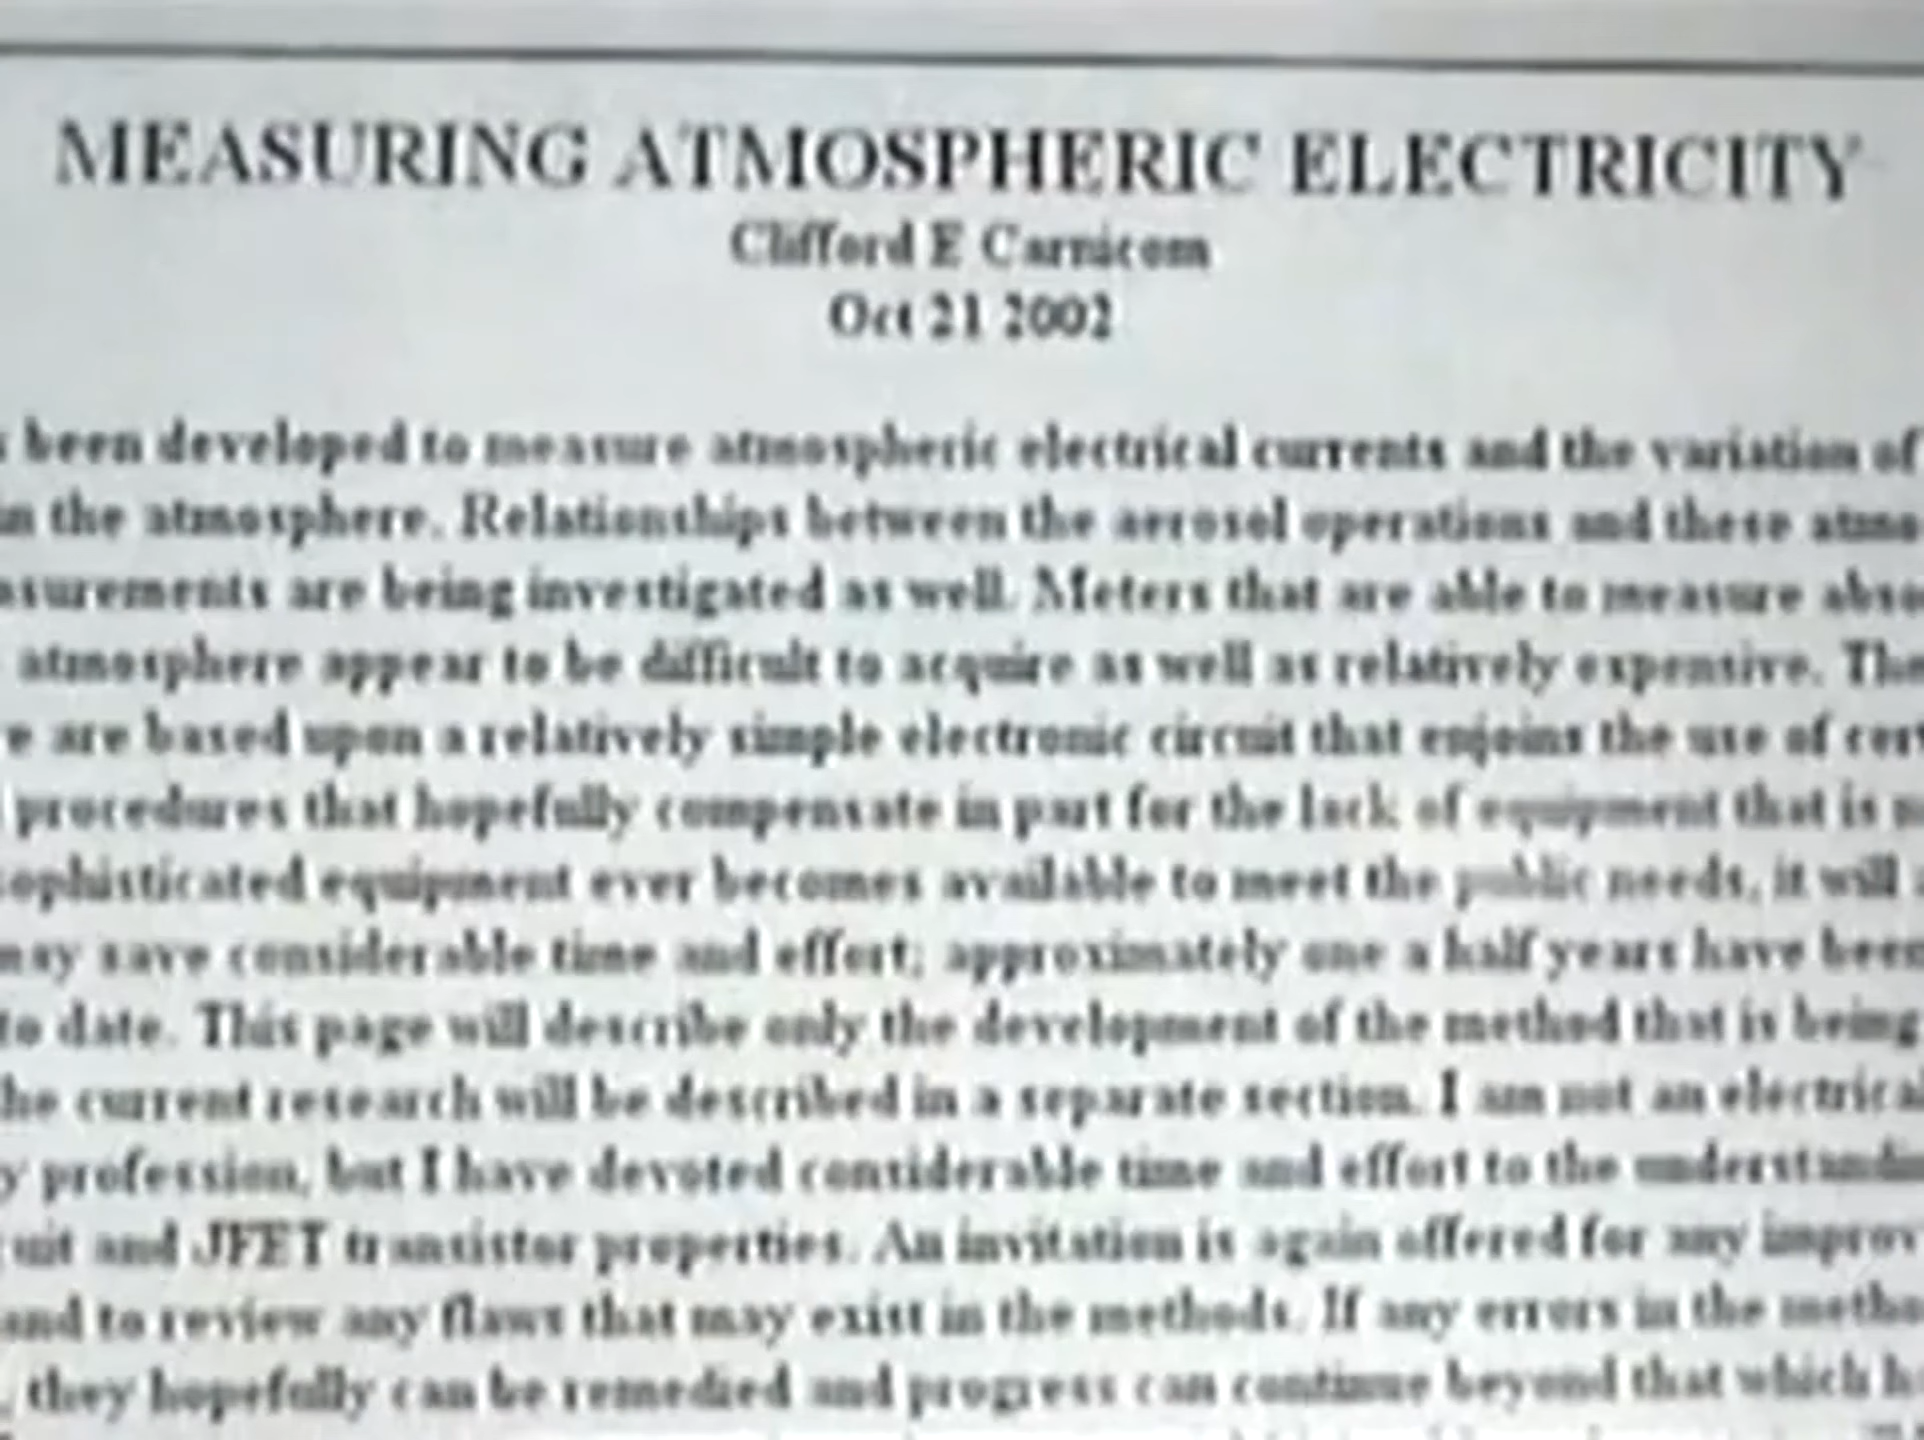 MEASURING ATMOSPHERIC ELECTRICITY
Clifford E Carnicom
Oct 21 2002
been developed to measure atmospheric electrical currents and the variation of
in the atmosphere. Relationships between the aerosol operations and these atmo
asurements are being investigated as well. Meters that are able to measure abso
atmosphere appear to be difficult to acquire as well as relatively expensive. The
e are based upon a relatively simple electronic circuit that enjoins the use of cert
procedures that hopefully compensate in part for the lack of equipment that is
sophisticated equipment ever becomes available to meet the public needs, it will
may save considerable time and effort; approximately one a half years have been
to date. This page will describe only the development of the method that is being
he current research will be described in a separate section. I am not an electrical
y profession, but I have devoted considerable time and effort to the understandin
cuit and JFET transistor properties. An invitation is again offered for any improv
and to review any flaws that may exist in the methods. If any errors in the metho
, they hopefully can be remedied and progress can continue beyond that which h